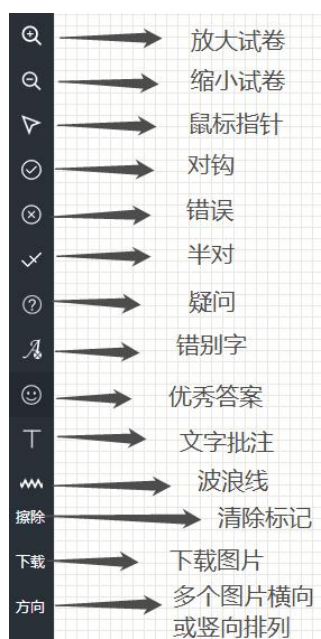 放大试卷
缩小试卷
鼠标指针
对钩
错误
半对
疑问
错别字
优秀答案
文字批注
波浪线
擦除 清除标记
下载 下载图片
方向 多个图片横向
或竖向排列